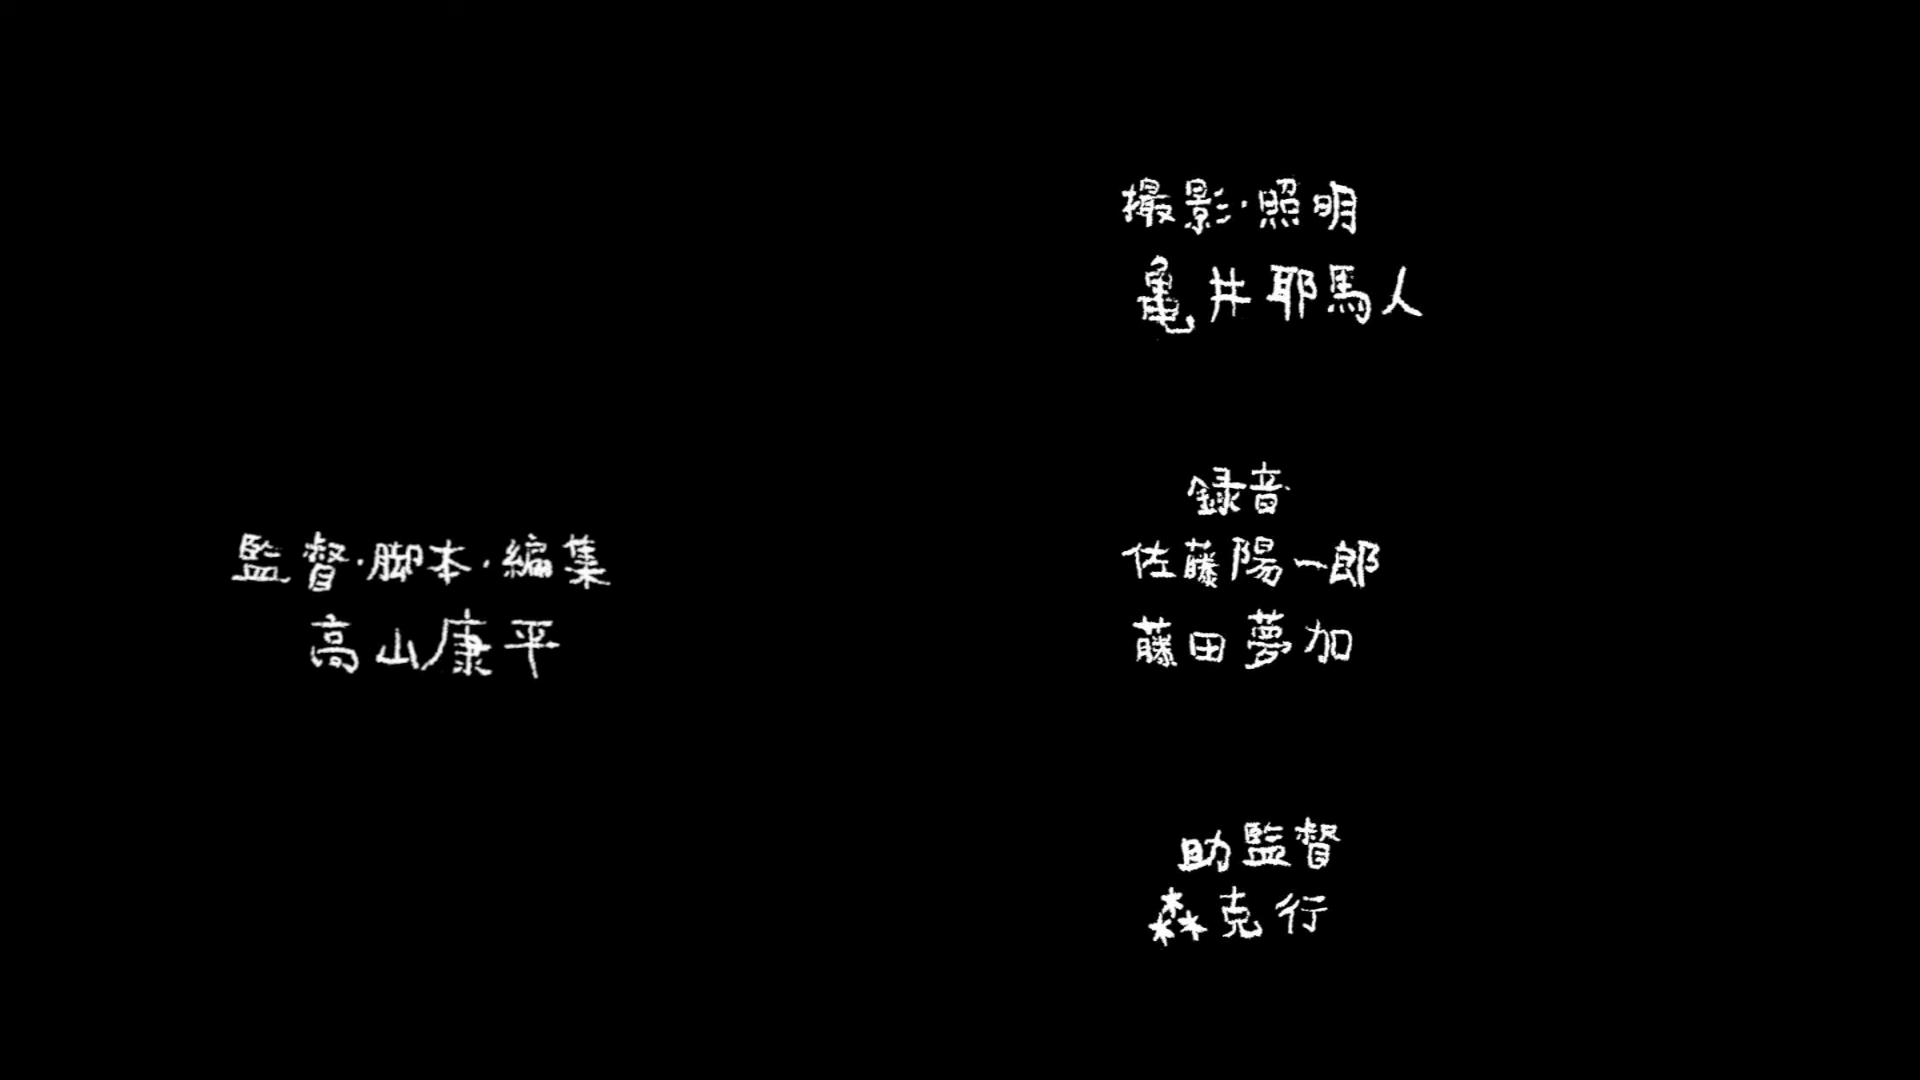 監督・脚本・編集
高山康平
撮影・照明
亀井耶馬人
録音
佐藤陽一郎
藤田夢加
助監督
森克行